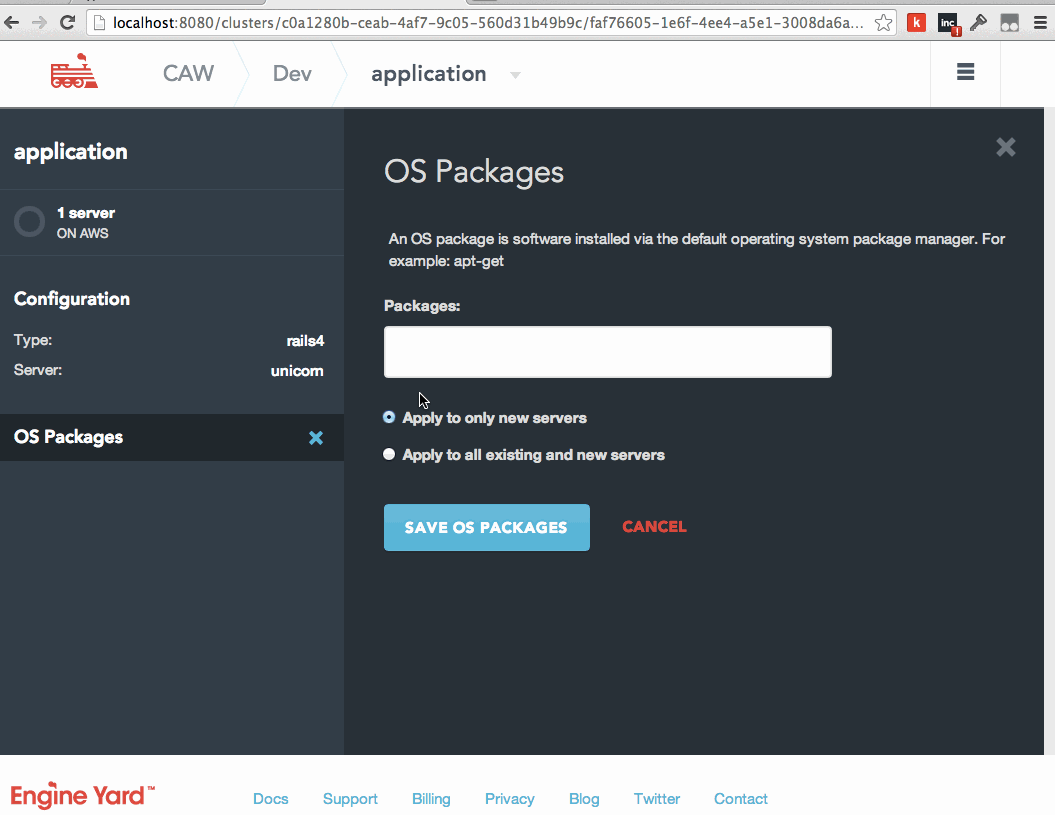 localhost:8080/clusters/c0a1280b-ceab-4af7-9c05-560d31b49b9c/faf76605-1e6f-4ee4-a5e1-3008da6a...
k
inc
!
CAW
Dev
application
application
1 server
ON AWS
Configuration
Type: rails4
Server: unicorn
OS Packages
OS Packages
An OS package is software installed via the default operating system package manager. For
example: apt-get
Packages:
Apply to only new servers
Apply to all existing and new servers
SAVE OS PACKAGES
CANCEL
Engine Yard™
Docs
Support
Billing
Privacy
Blog
Twitter
Contact